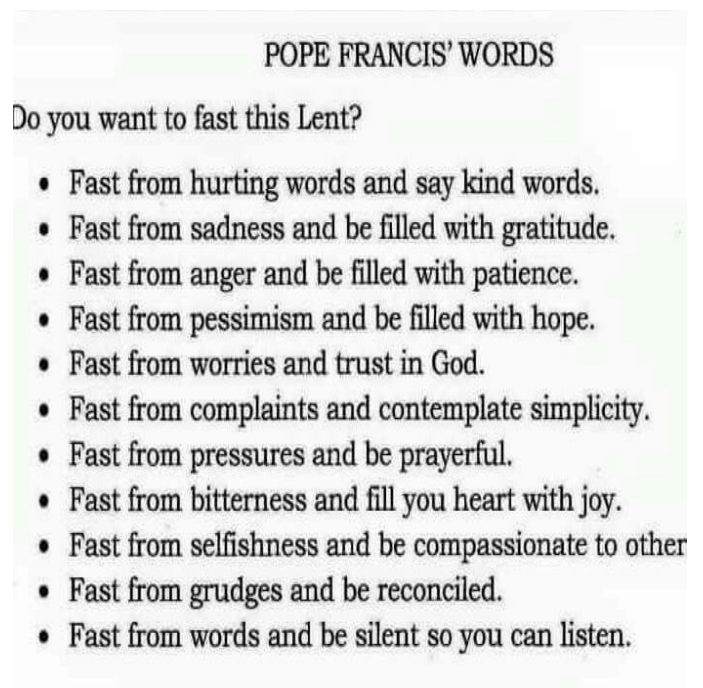 POPE FRANCIS' WORDS
Do you want to fast this Lent?
• Fast from hurting words and say kind words.
• Fast from sadness and be filled with gratitude.
• Fast from anger and be filled with patience.
• Fast from pessimism and be filled with hope.
• Fast from worries and trust in God.
• Fast from complaints and contemplate simplicity.
• Fast from pressures and be prayerful.
• Fast from bitterness and fill you heart with joy.
• Fast from selfishness and be compassionate to other
• Fast from grudges and be reconciled.
• Fast from words and be silent so you can listen.